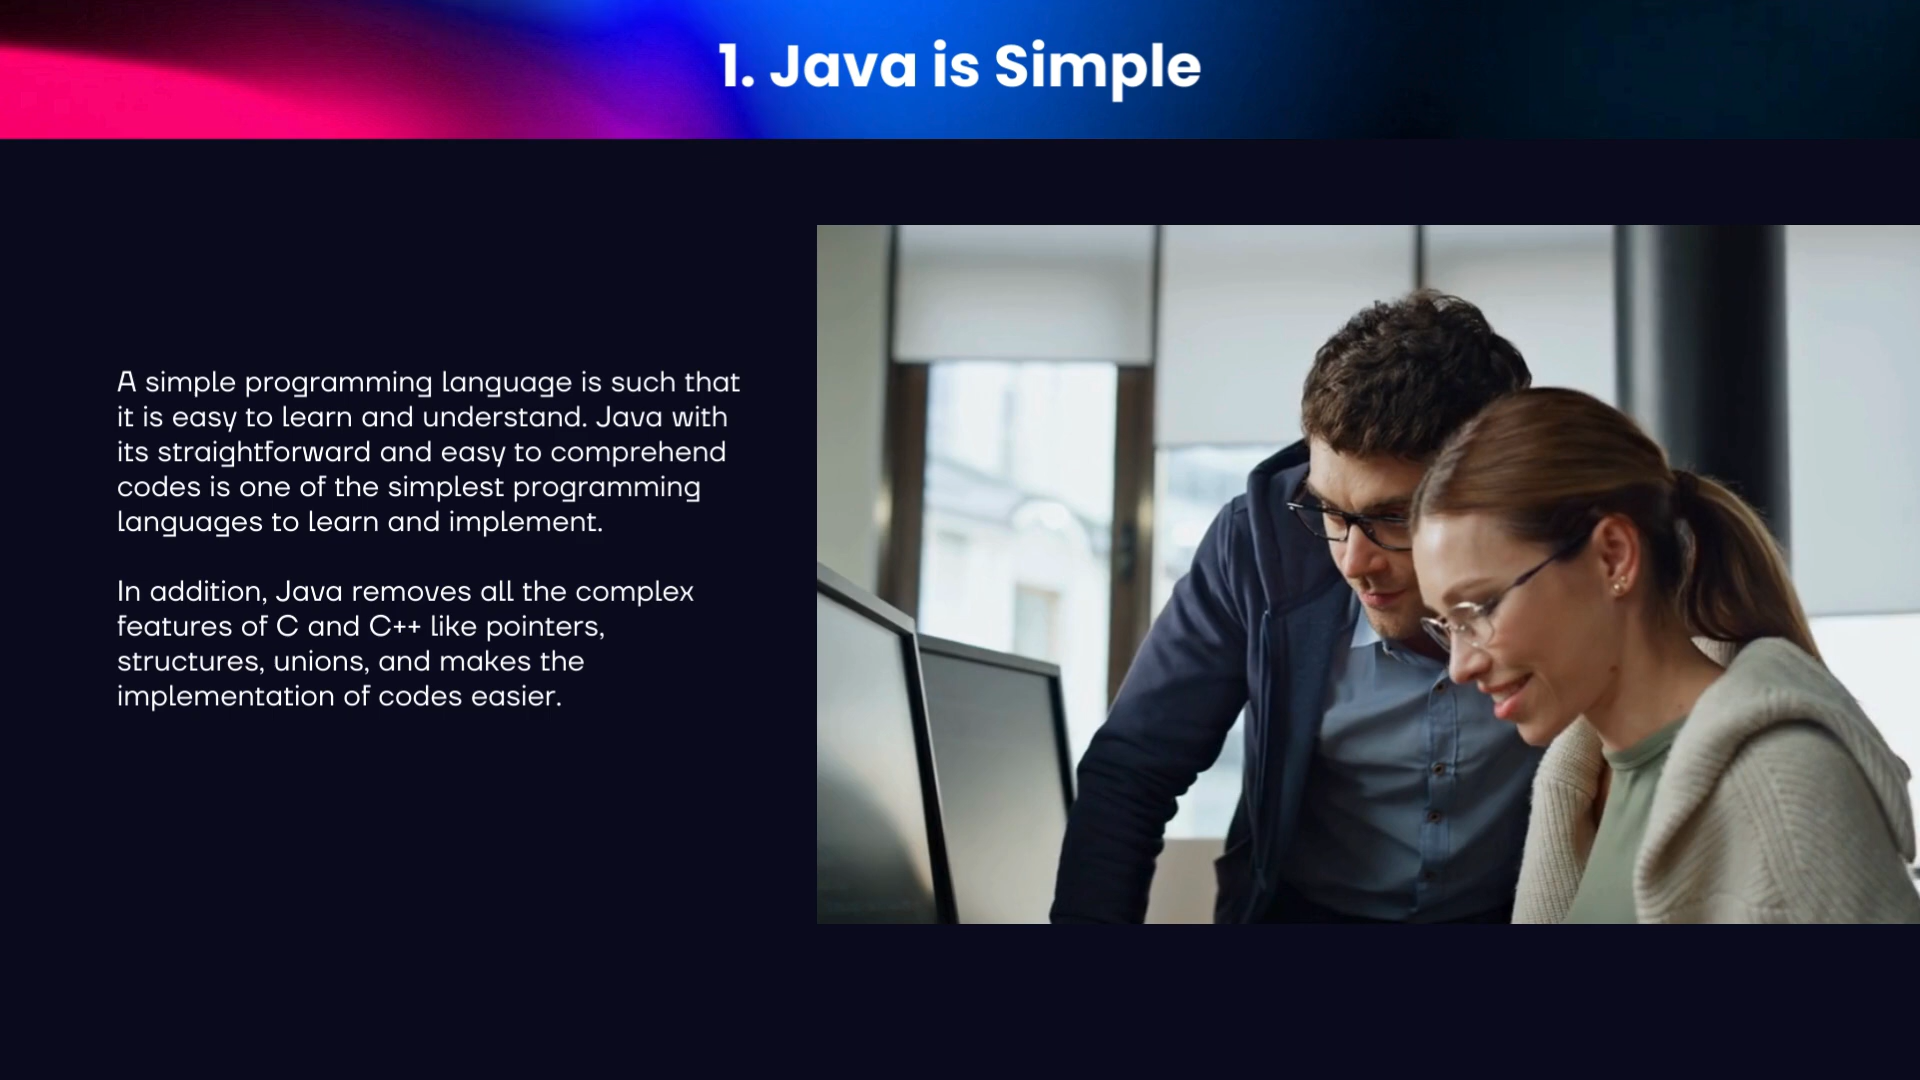 1. Java is Simple
A simple programming language is such that
it is easy to learn and understand. Java with
its straightforward and easy to comprehend
codes is one of the simplest programming
languages to learn and implement.
In addition, Java removes all the complex
features of C and C++ like pointers,
structures, unions, and makes the
implementation of codes easier.